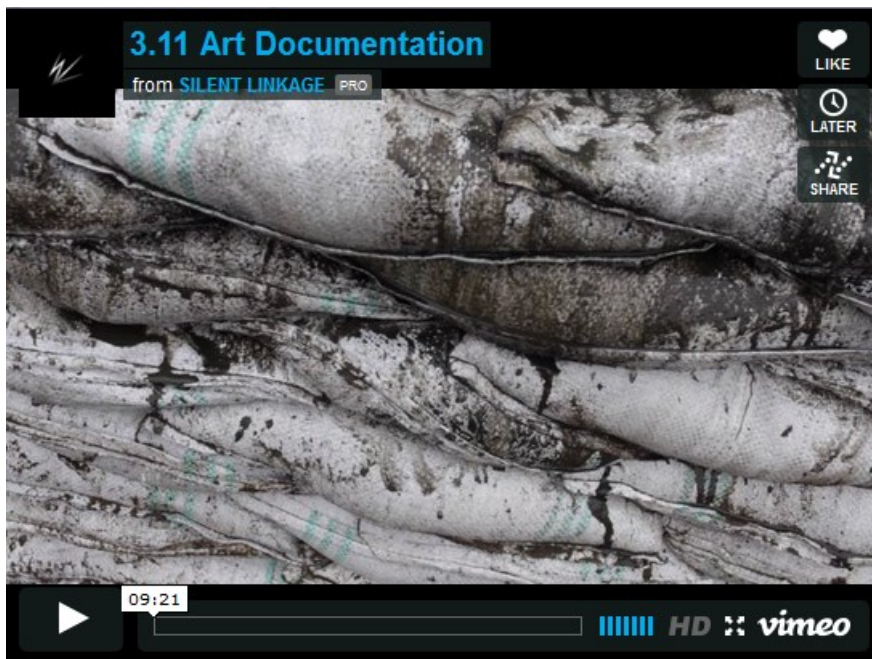 3.11 Art Documentation
from SILENT LINKAGE PRO
LIKE
LATER
SHARE
09:21
HD vimeo